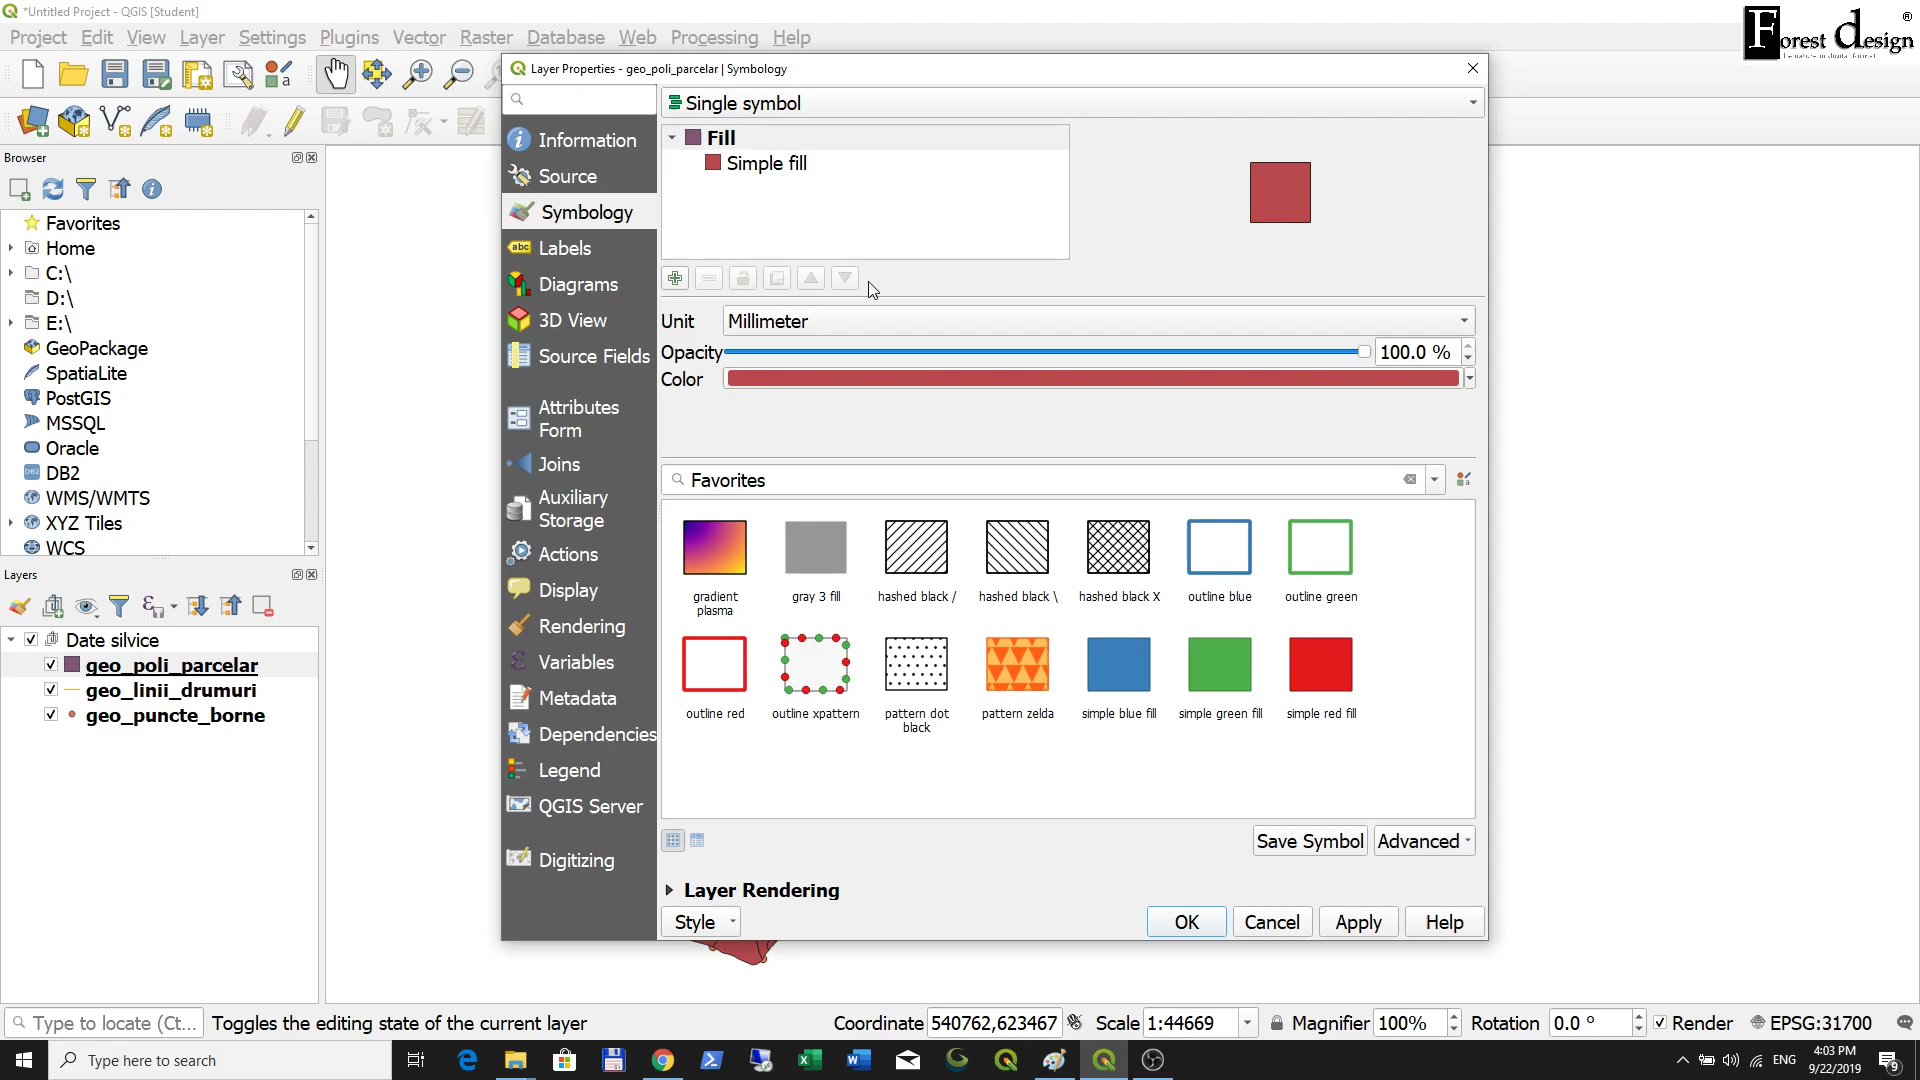 *Untitled Project - QGIS [Student]
Project Edit View Layer Settings Plugins Vector Raster Database Web Processing Help
Forest design ®
Layer Properties - geo_poli_parcelar | Symbology
Browser
Favorites
Home
C:\
D:\
E:\
GeoPackage
SpatiaLite
PostGIS
MSSQL
Oracle
DB2
DB2
WMS/WMTS
XYZ Tiles
WCS
Layers
Date silvice
geo_poli_parcelar
geo_linii_drumuri
geo_puncte_borne
Information
Source
Symbology
abc Labels
Diagrams
3D View
Source Fields
Attributes
Form
Joins
Auxiliary
Storage
Actions
Display
Rendering
Variables
Metadata
Dependencies
Legend
QGIS Server
Digitizing
Single symbol
Fill
Simple fill
Unit Millimeter
Opacity 100.0 %
Color
Favorites
gradient
plasma
gray 3 fill
hashed black /
hashed black \
hashed black X
outline blue
outline green
outline red
outline xpattern
pattern dot
black
pattern zelda
simple blue fill
simple green fill
simple red fill
Save Symbol Advanced
Layer Rendering
Style OK Cancel Apply Help
Type to locate (Ct... Toggles the editing state of the current layer Coordinate 540762,623467 Scale 1:44669 Magnifier 100% Rotation 0.0 ° Render EPSG:31700
Type here to search
ENG
4:03 PM
9/22/2019
9